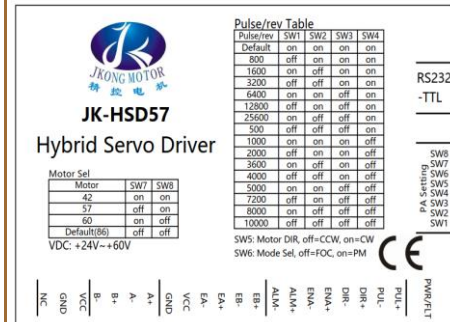 JKONG MOTOR
精 控 电 机
JK-HSD57
Hybrid Servo Driver
Motor Sel
Motor SW7 SW8
42 on on
57 off on
60 on off
Default(86) off off
VDC: +24V~+60V
Pulse/rev Table
Pulse/rev SW1 SW2 SW3 SW4
Default on on on on
800 off on on on
1600 on off on on
3200 off off on on
6400 on on off on
12800 off on off on
25600 on off off on
500 off off off on
1000 on on on off
2000 off on on off
3600 on off on off
4000 off off on off
5000 on on off off
7200 off on off off
8000 on off off off
10000 off off off off
SW5: Motor DIR, off=CCW, on=CW
SW6: Mode Sel, off=FOC, on=PM
CE
RS232
-TTL
PA Setting
SW8
SW7
SW6
SW5
SW4
SW3
SW2
SW1
NC
GND
VCC
B-
B+
A-
A+
GND
VCC
EA-
EA+
EB-
EB+
ALM-
ALM+
ENA-
ENA+
DIR-
DIR+
PUL-
PUL+
PWR/FLT